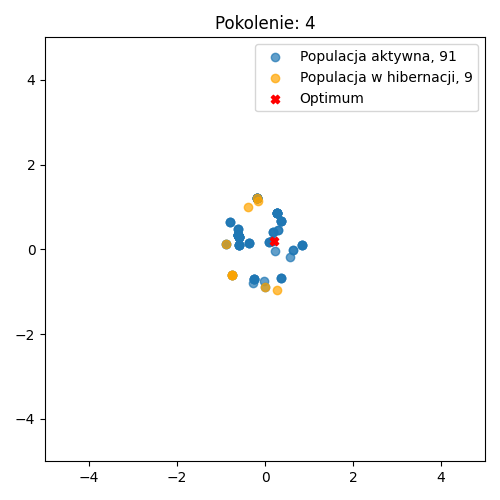 Pokolenie: 4
Populacja aktywna, 91
Populacja w hibernacji, 9
Optimum
4
2
0
−2
−4
−4 −2 0 2 4